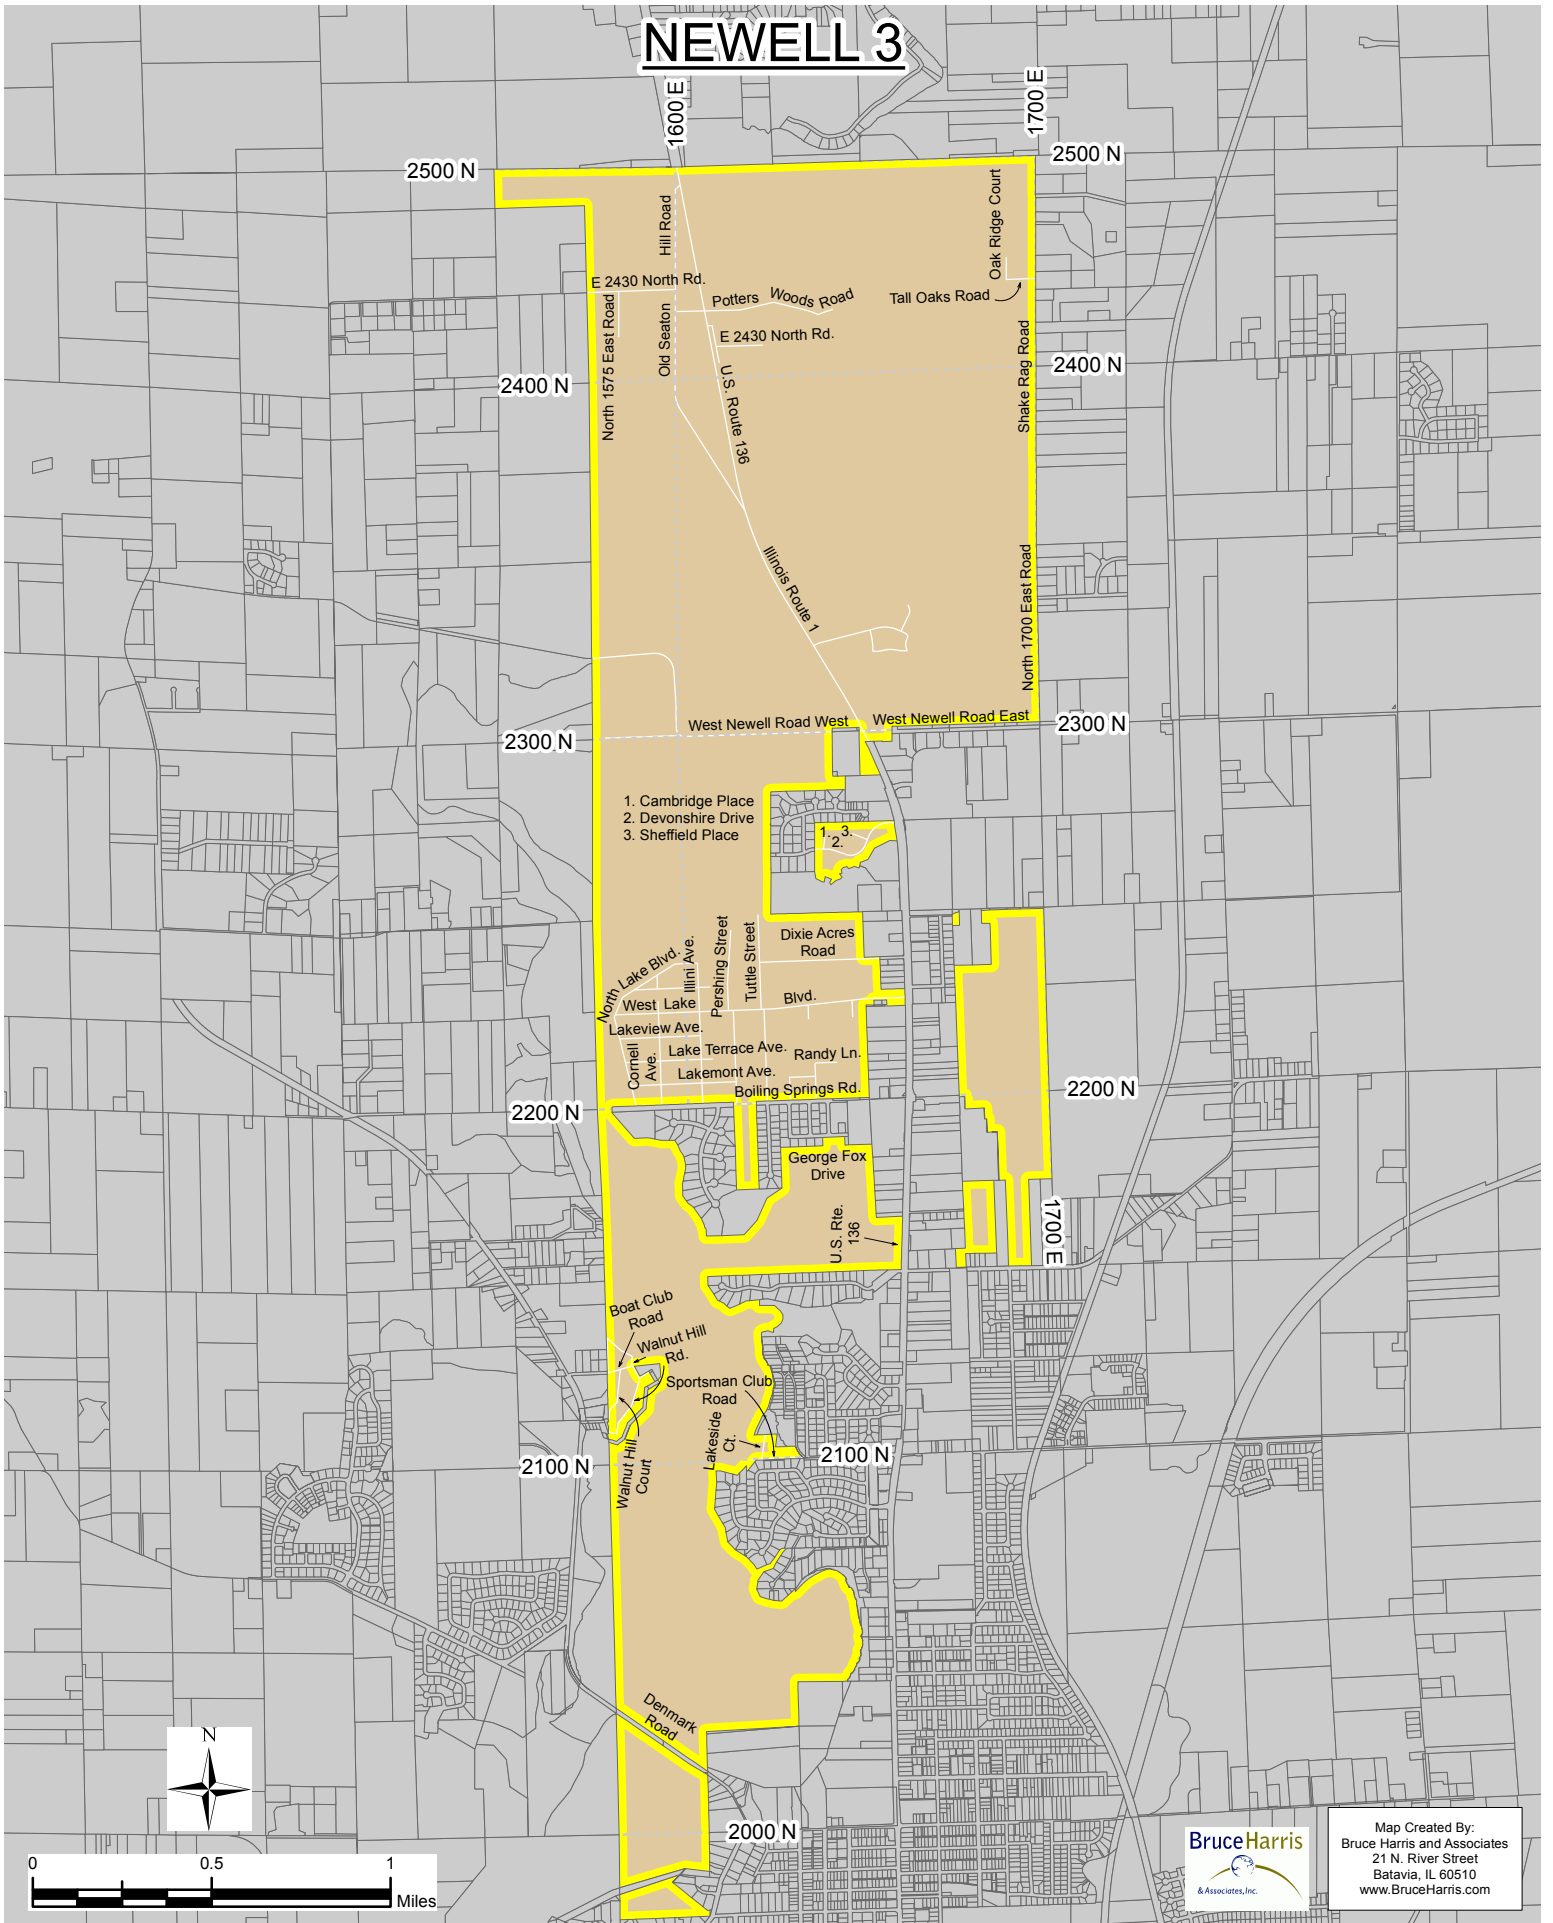 NEWELL 3
1600 E
1700 E
2500 N
2500 N
Hill Road
Oak Ridge Court
E 2430 North Rd.
Potters Woods Road
Tall Oaks Road
North 1575 East Road
Old Seaton
E 2430 North Rd.
Shake Rag Road
2400 N
2400 N
U.S. Route 136
Illinois Route 1
North 1700 East Road
West Newell Road West
West Newell Road East
2300 N
2300 N
1. Cambridge Place
2. Devonshire Drive
3. Sheffield Place
1.
3.
2.
North Lake Blvd.
Illini Ave.
Pershing Street
Tuttle Street
Dixie Acres
Road
West Lake
Blvd.
Lakeview Ave.
Cornell
Ave.
Lake Terrace Ave.
Randy Ln.
Lakemont Ave.
Boiling Springs Rd.
2200 N
2200 N
George Fox
Drive
U.S. Rte.
136
1700 E
Boat Club
Road
Walnut Hill
Rd.
Sportsman Club
Road
Lakeside
Ct.
2100 N
2100 N
Walnut Hill
Court
Denmark
Road
2000 N
N
0
0.5
1
Miles
BruceHarris
& Associates, Inc.
Map Created By:
Bruce Harris and Associates
21 N. River Street
Batavia, IL 60510
www.BruceHarris.com